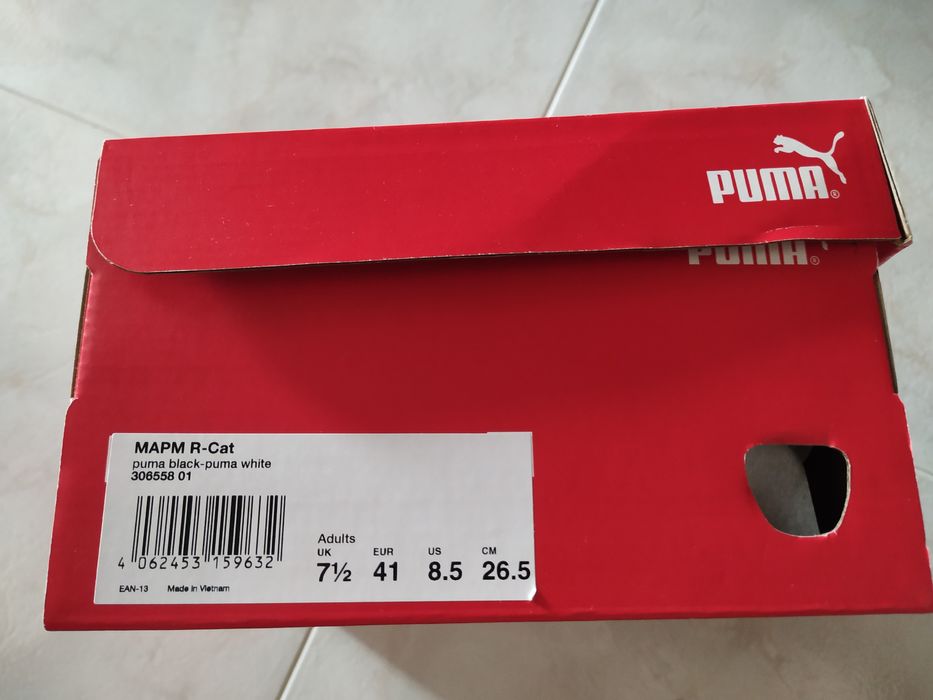 PUMA®
PUMA®
MAPM R-Cat
puma black-puma white
306558 01
4 062453 159632
EAN-13 Made in Vietnam
Adults
UK EUR US CM
7½ 41 8.5 26.5